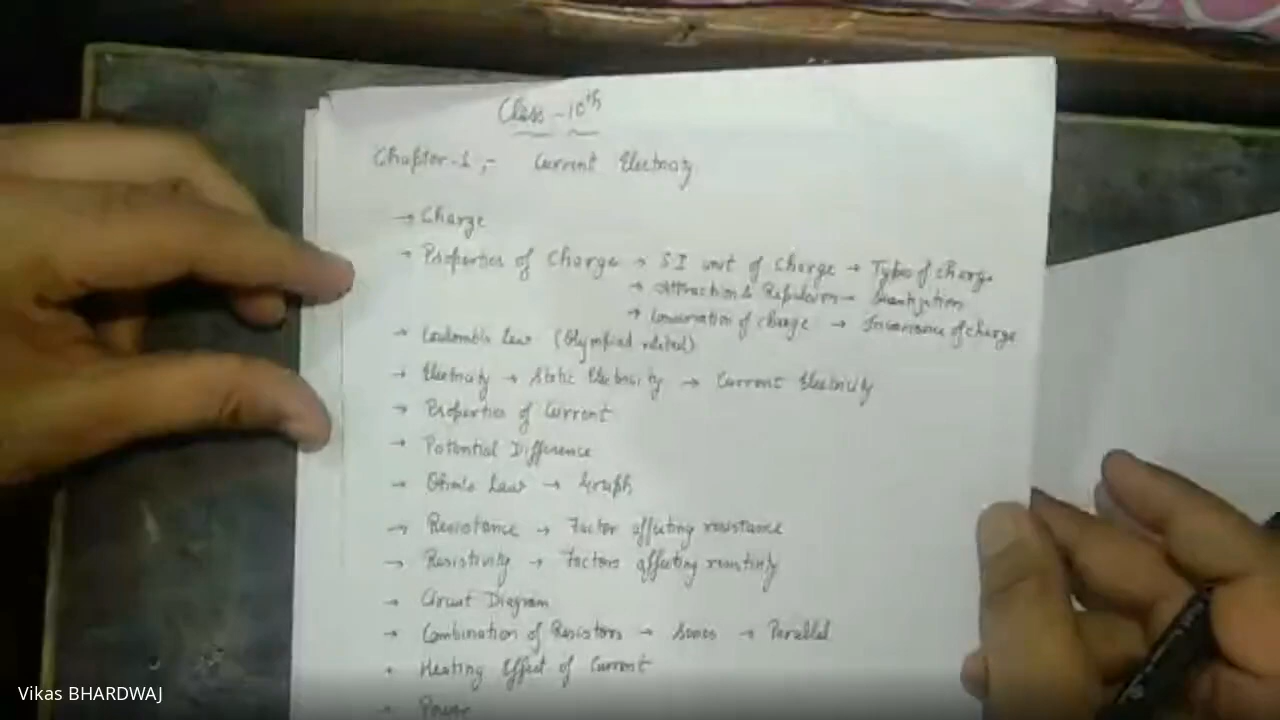 Class - 10th
Chapter-1 ;- Current Electricity
→ Charge
→ Properties of Charge → SI unit of charge → Types of charge
→ Attraction & Repulsion → Quantization
→ Conservation of charge → Invariance of charge
→ Coulombs Law (Olympiad related)
→ Electricity → Static Electricity → Current Electricity
→ Properties of Current
→ Potential Difference
→ Ohm's Law → Graph
→ Resistance → Factor affecting resistance
→ Resistivity → Factors affecting resistivity
→ Circuit Diagram
→ Combination of Resistors → Series → Parallel
→ Heating Effect of Current
→ Power
Vikas BHARDWAJ